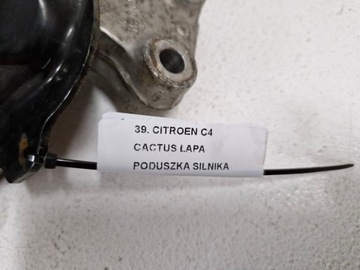 39. CITROEN C4
CACTUS ŁAPA
PODUSZKA SILNIKA